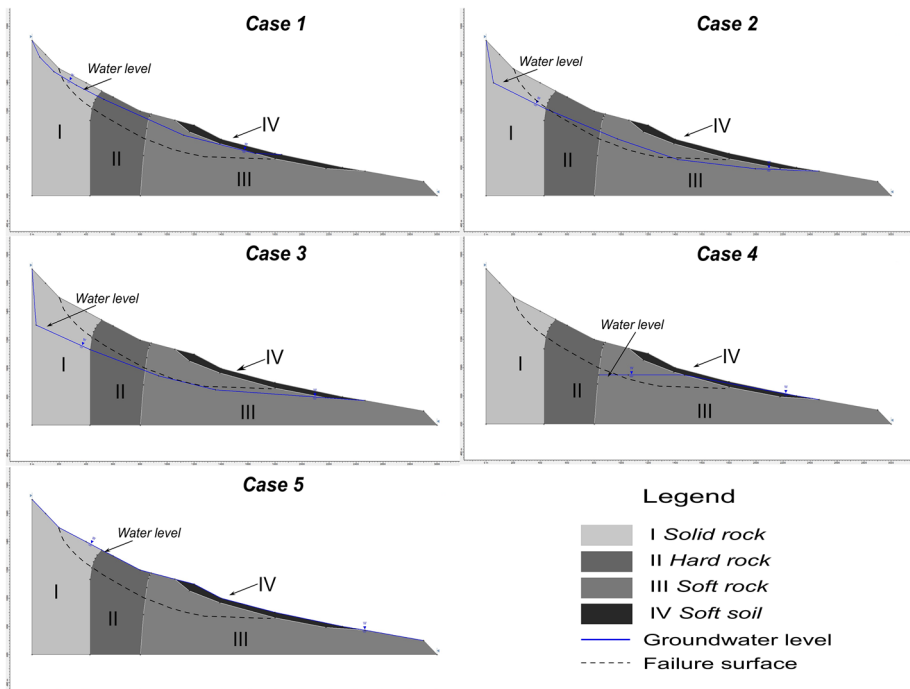 Case 1
Water level
I
II
III
IV
Case 2
Water level
I
II
III
IV
Case 3
Water level
I
II
III
IV
Case 4
Water level
I
II
III
IV
Case 5
Water level
I
II
III
IV
Legend
I Solid rock
II Hard rock
III Soft rock
IV Soft soil
Groundwater level
Failure surface